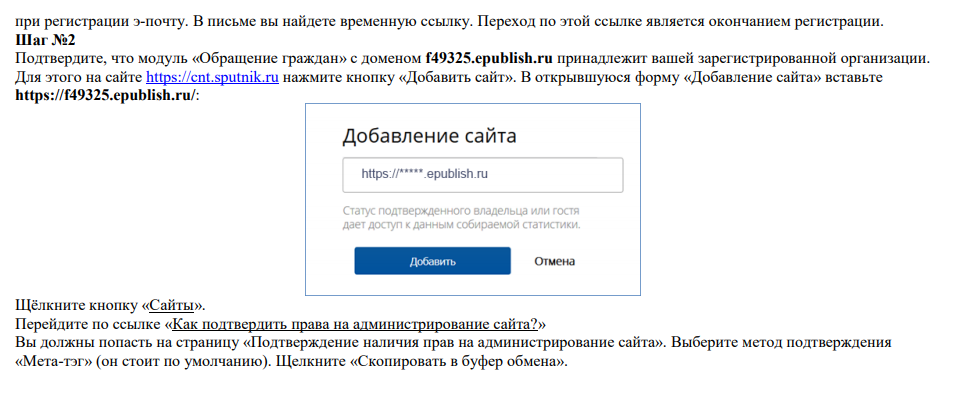 при регистрации э-почту. В письме вы найдете временную ссылку. Переход по этой ссылке является окончанием регистрации.
Шаг №2
Подтвердите, что модуль «Обращение граждан» с доменом f49325.epublish.ru принадлежит вашей зарегистрированной организации.
Для этого на сайте https://cnt.sputnik.ru нажмите кнопку «Добавить сайт». В открывшуюся форму «Добавление сайта» вставьте
https://f49325.epublish.ru/:
Добавление сайта
https://*****.epublish.ru
Статус подтвержденного владельца или гостя
дает доступ к данным собираемой статистики.
Добавить Отмена
Щёлкните кнопку «Сайты».
Перейдите по ссылке «Как подтвердить права на администрирование сайта?»
Вы должны попасть на страницу «Подтверждение наличия прав на администрирование сайта». Выберите метод подтверждения
«Мета-тэг» (он стоит по умолчанию). Щелкните «Скопировать в буфер обмена».